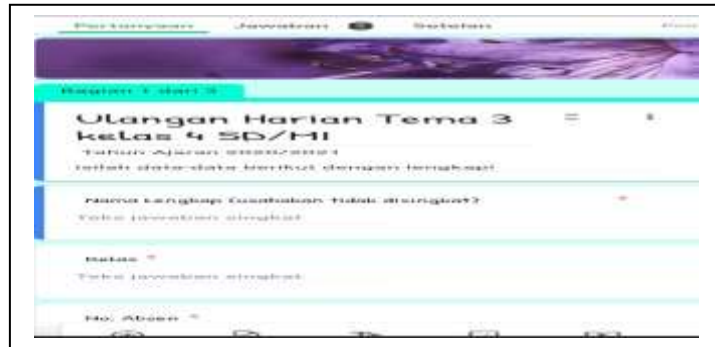 Pertanyaan Jawaban Setelan
Bagian 1 dari 3
Ulangan Harian Tema 3
kelas 4 SD/MI
Tahun Ajaran 2020/2021
Isilah data-data berikut dengan lengkap!
Nama Lengkap (usahakan tidak disingkat)
Teks jawaban singkat
Kelas *
Teks jawaban singkat
No. Absen *